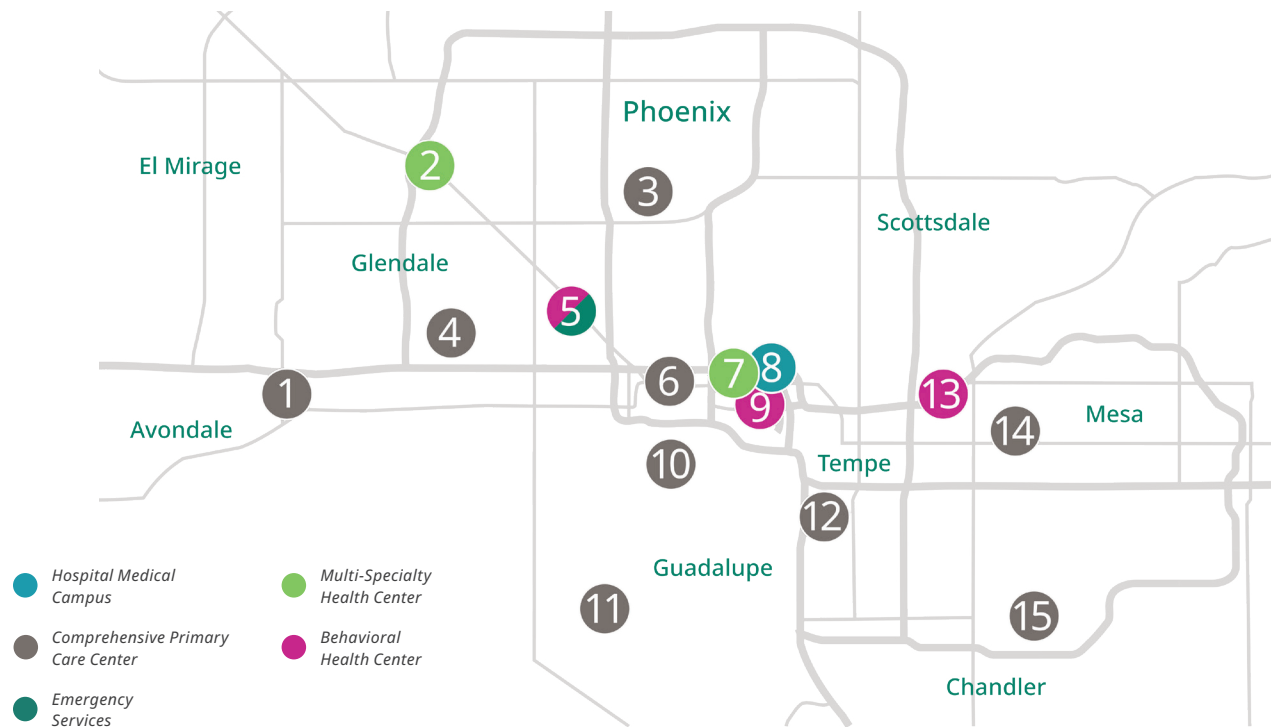 Phoenix
El Mirage
2
3
Scottsdale
Glendale
5
4
8
7
6
1
13
9
Mesa
Avondale
14
10
Tempe
12
Guadalupe
11
15
Chandler
Hospital Medical
Campus
Comprehensive Primary
Care Center
Emergency
Services
Multi-Specialty
Health Center
Behavioral
Health Center